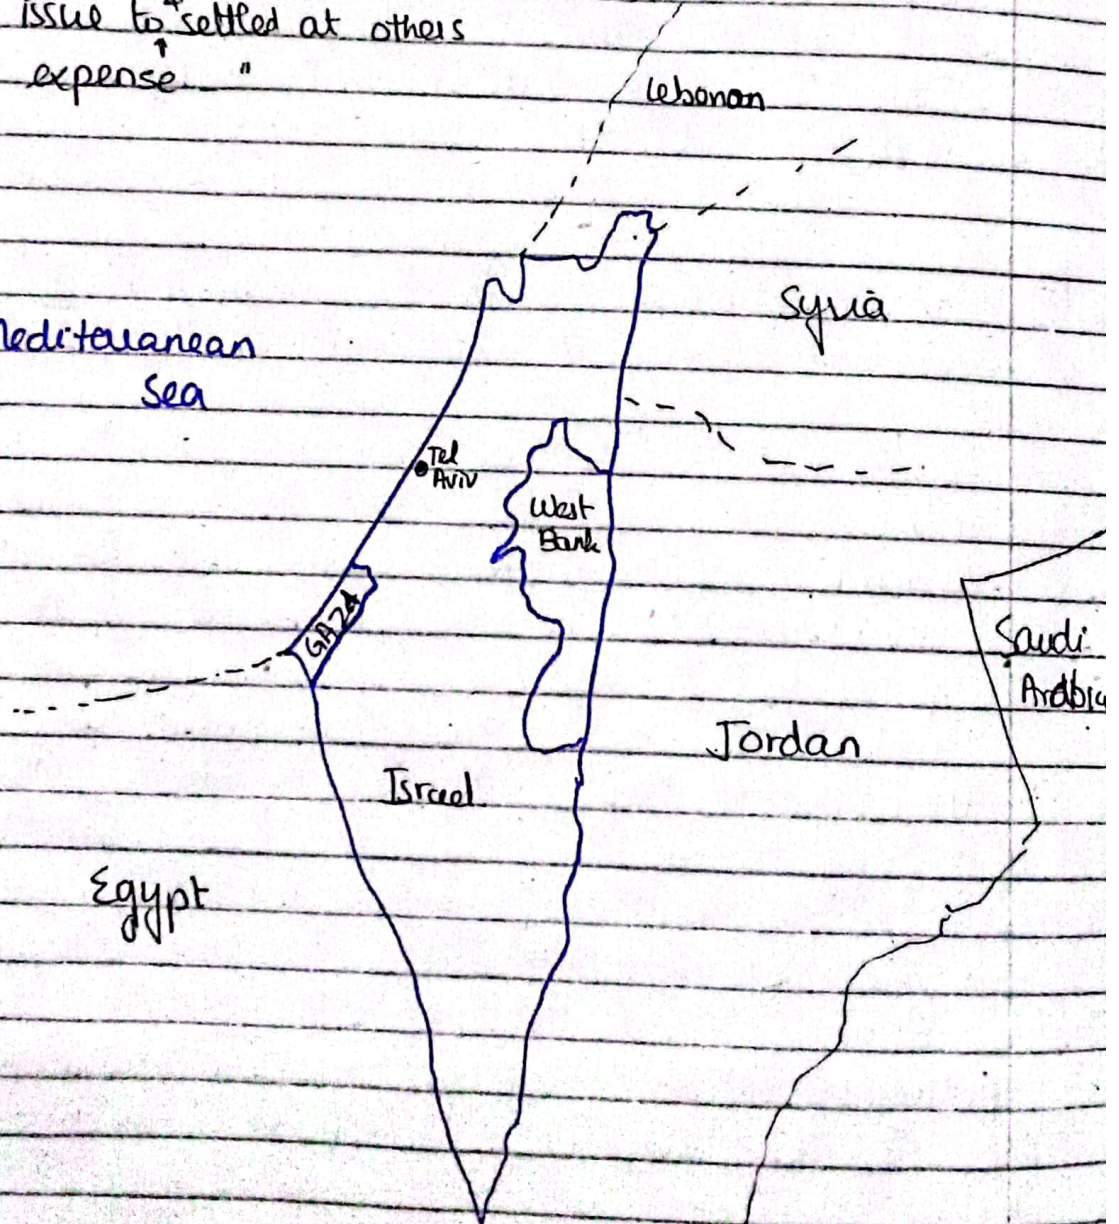 issue to settled at others
expense "
Lebanon
Syria
Mediteuanean
Sea
Tel
Aviv
West
Bank
GAZA
Saudi
Arabia
Jordan
Israel
Egypt